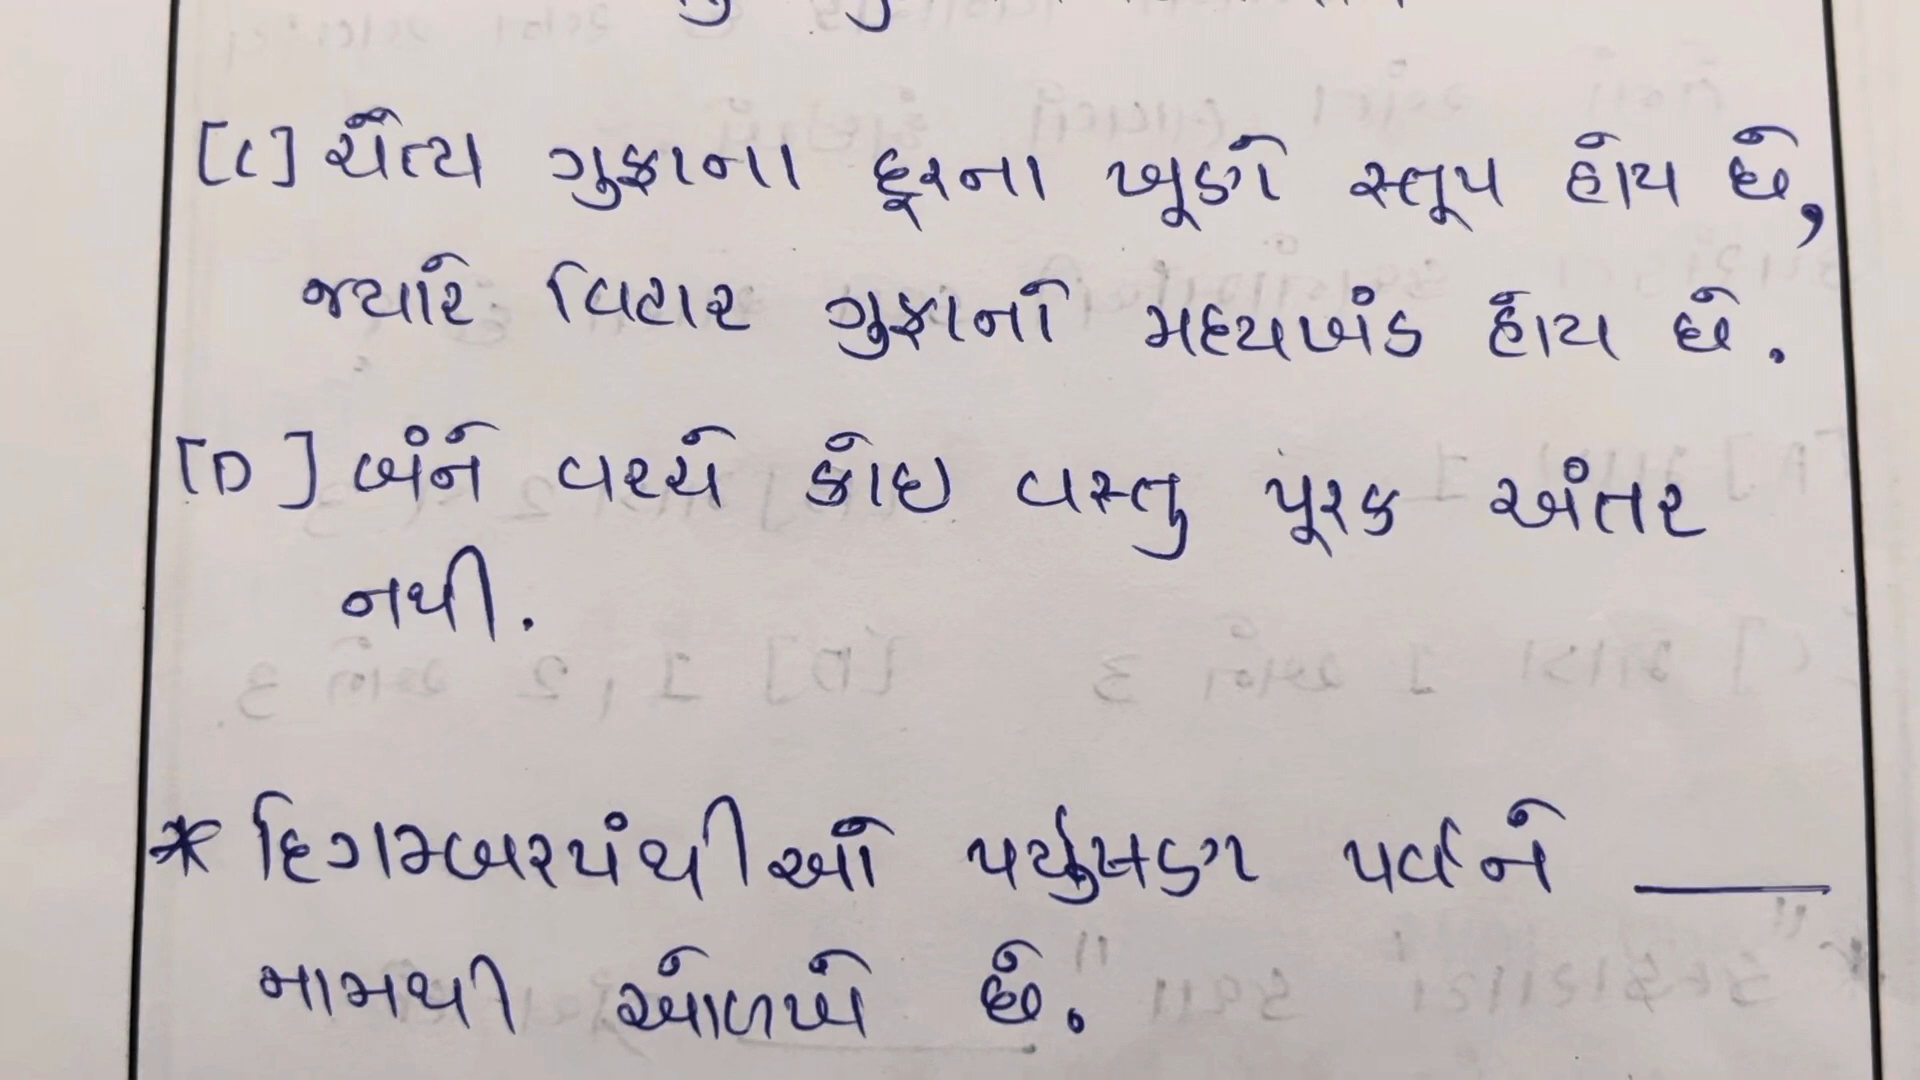 [C] ચૈત્ય ગુફાના દૂરના ખૂણે સ્તૂપ હોય છે,
જ્યારે વિહાર ગુફાનો મધ્યખંડ હોય છે.
[D] બંને વચ્ચે કોઇ વસ્તુ પૂરક અંતર
નથી.
* દિગમ્બરપંથીઓ પર્યુષણ પર્વને ____
નામથી ઓળખે છે.